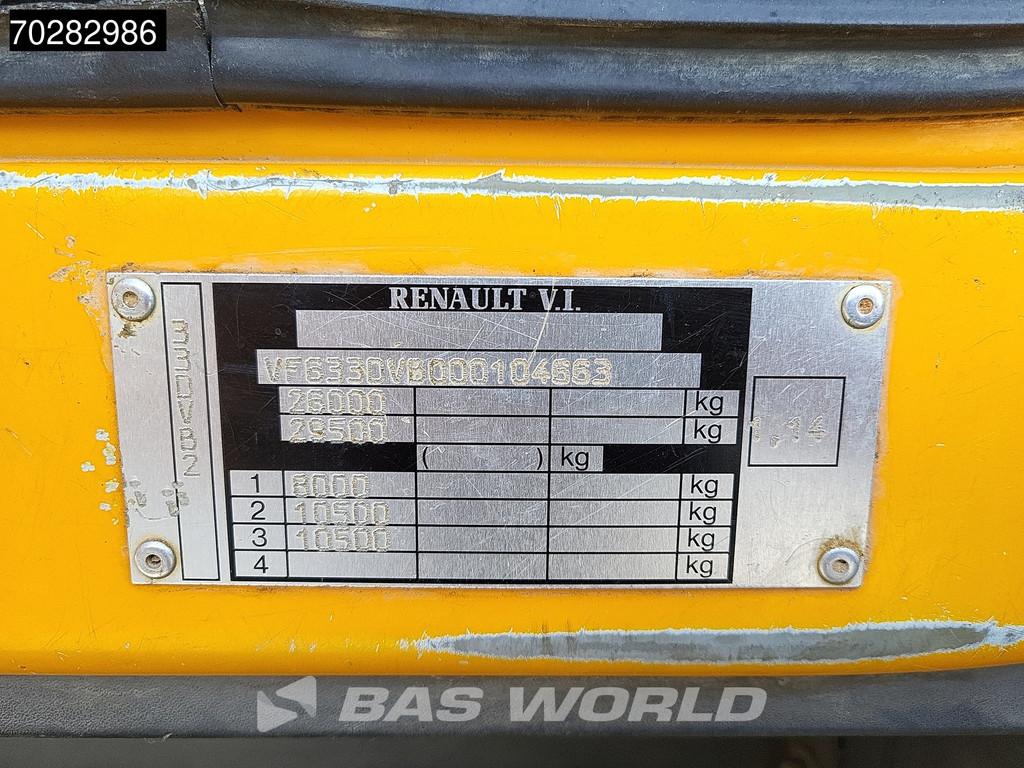 70282986
RENAULT V.I.
VF633DVB000104663
26000 kg
29500 kg
( ) kg
1 8000 kg
2 10500 kg
3 10500 kg
4 kg
BAS WORLD